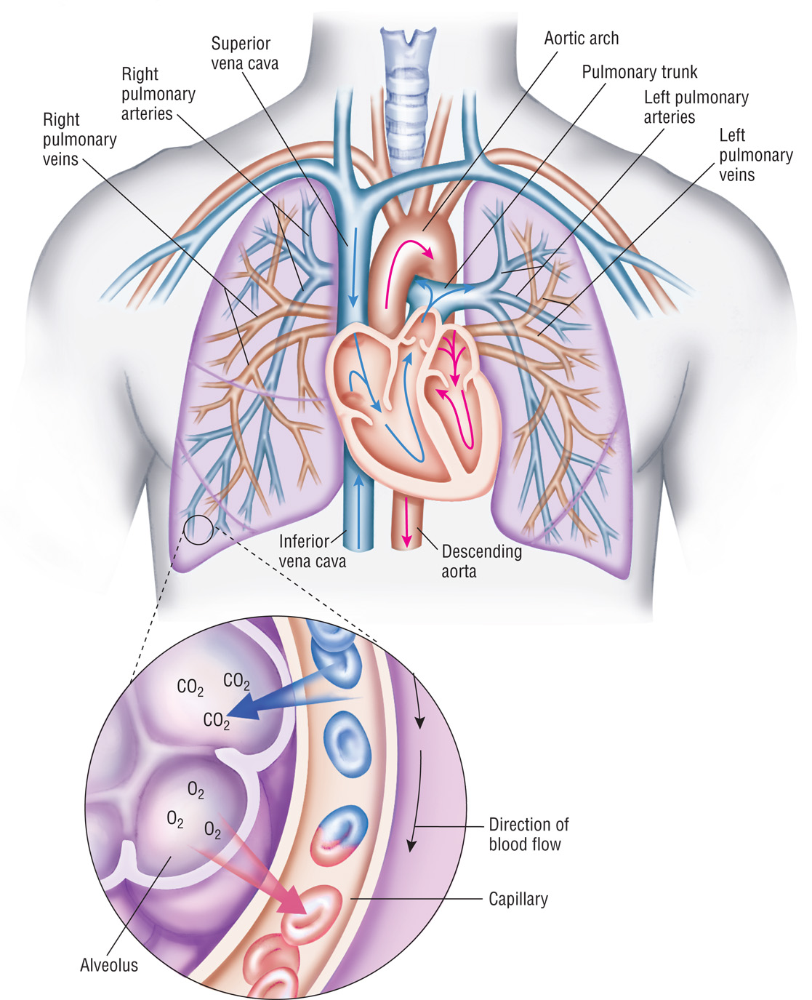 Superior
vena cava
Aortic arch
Right
pulmonary
arteries
Pulmonary trunk
Left pulmonary
arteries
Right
pulmonary
veins
Left
pulmonary
veins
Inferior
vena cava
Descending
aorta
CO₂
CO₂
CO₂
O₂
O₂
O₂
Direction of
blood flow
Capillary
Alveolus